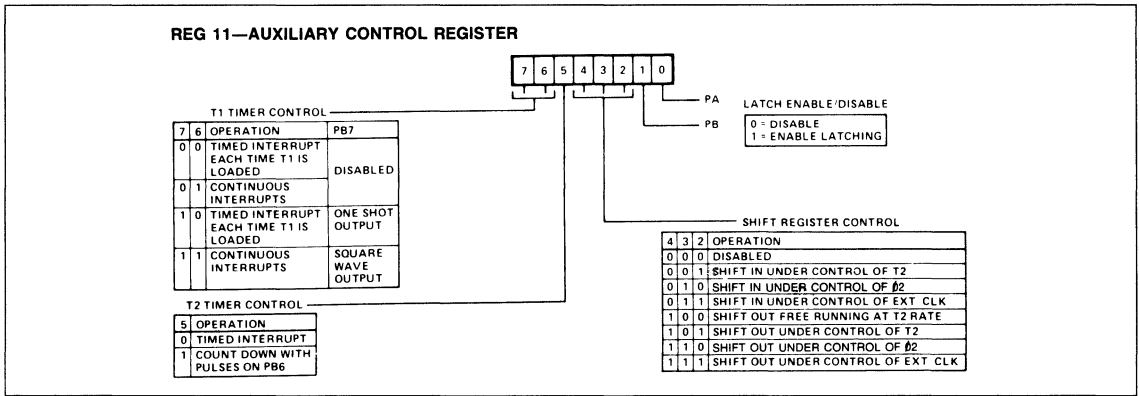 REG 11—AUXILIARY CONTROL REGISTER
7 6 5 4 3 2 1 0
PA
PB
LATCH ENABLE/DISABLE
0 = DISABLE
1 = ENABLE LATCHING
T1 TIMER CONTROL
7 6 OPERATION PB7
0 0 TIMED INTERRUPT
EACH TIME T1 IS
LOADED
DISABLED
0 1 CONTINUOUS
INTERRUPTS
1 0 TIMED INTERRUPT ONE SHOT
EACH TIME T1 IS OUTPUT
LOADED
1 1 CONTINUOUS SQUARE
INTERRUPTS WAVE
OUTPUT
T2 TIMER CONTROL
5 OPERATION
0 TIMED INTERRUPT
1 COUNT DOWN WITH
PULSES ON PB6
SHIFT REGISTER CONTROL
4 3 2 OPERATION
0 0 0 DISABLED
0 0 1 SHIFT IN UNDER CONTROL OF T2
0 1 0 SHIFT IN UNDER CONTROL OF ϕ2
0 1 1 SHIFT IN UNDER CONTROL OF EXT CLK
1 0 0 SHIFT OUT FREE RUNNING AT T2 RATE
1 0 1 SHIFT OUT UNDER CONTROL OF T2
1 1 0 SHIFT OUT UNDER CONTROL OF ϕ2
1 1 1 SHIFT OUT UNDER CONTROL OF EXT CLK